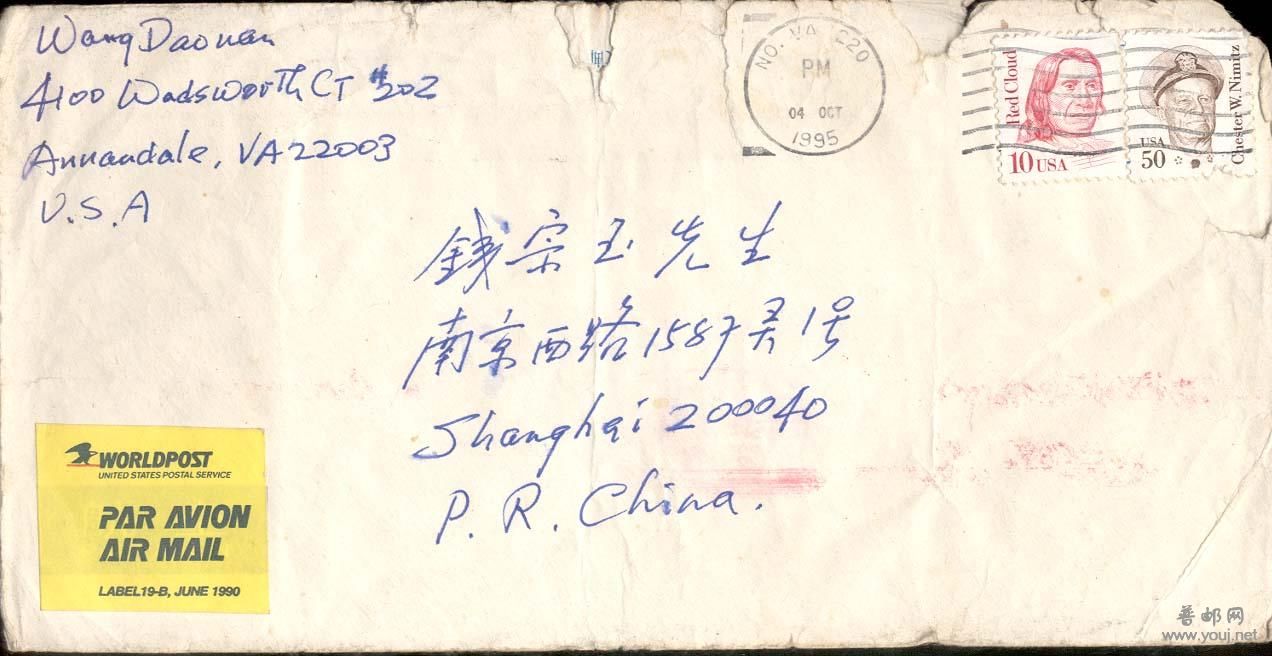 Wang Daonan
4100 Wadsworth CT #202
Annandale, VA 22003
U.S.A
NO. VA 220
PM
04 OCT
1995
Red Cloud
10 USA
USA
50
Chester W. Nimitz
钱宗玉先生
南京西路1587弄1号
Shanghai 200040
P. R. China.
WORLDPOST
UNITED STATES POSTAL SERVICE
PAR AVION
AIR MAIL
LABEL 19-B, JUNE 1990
普邮网
www.youj.net